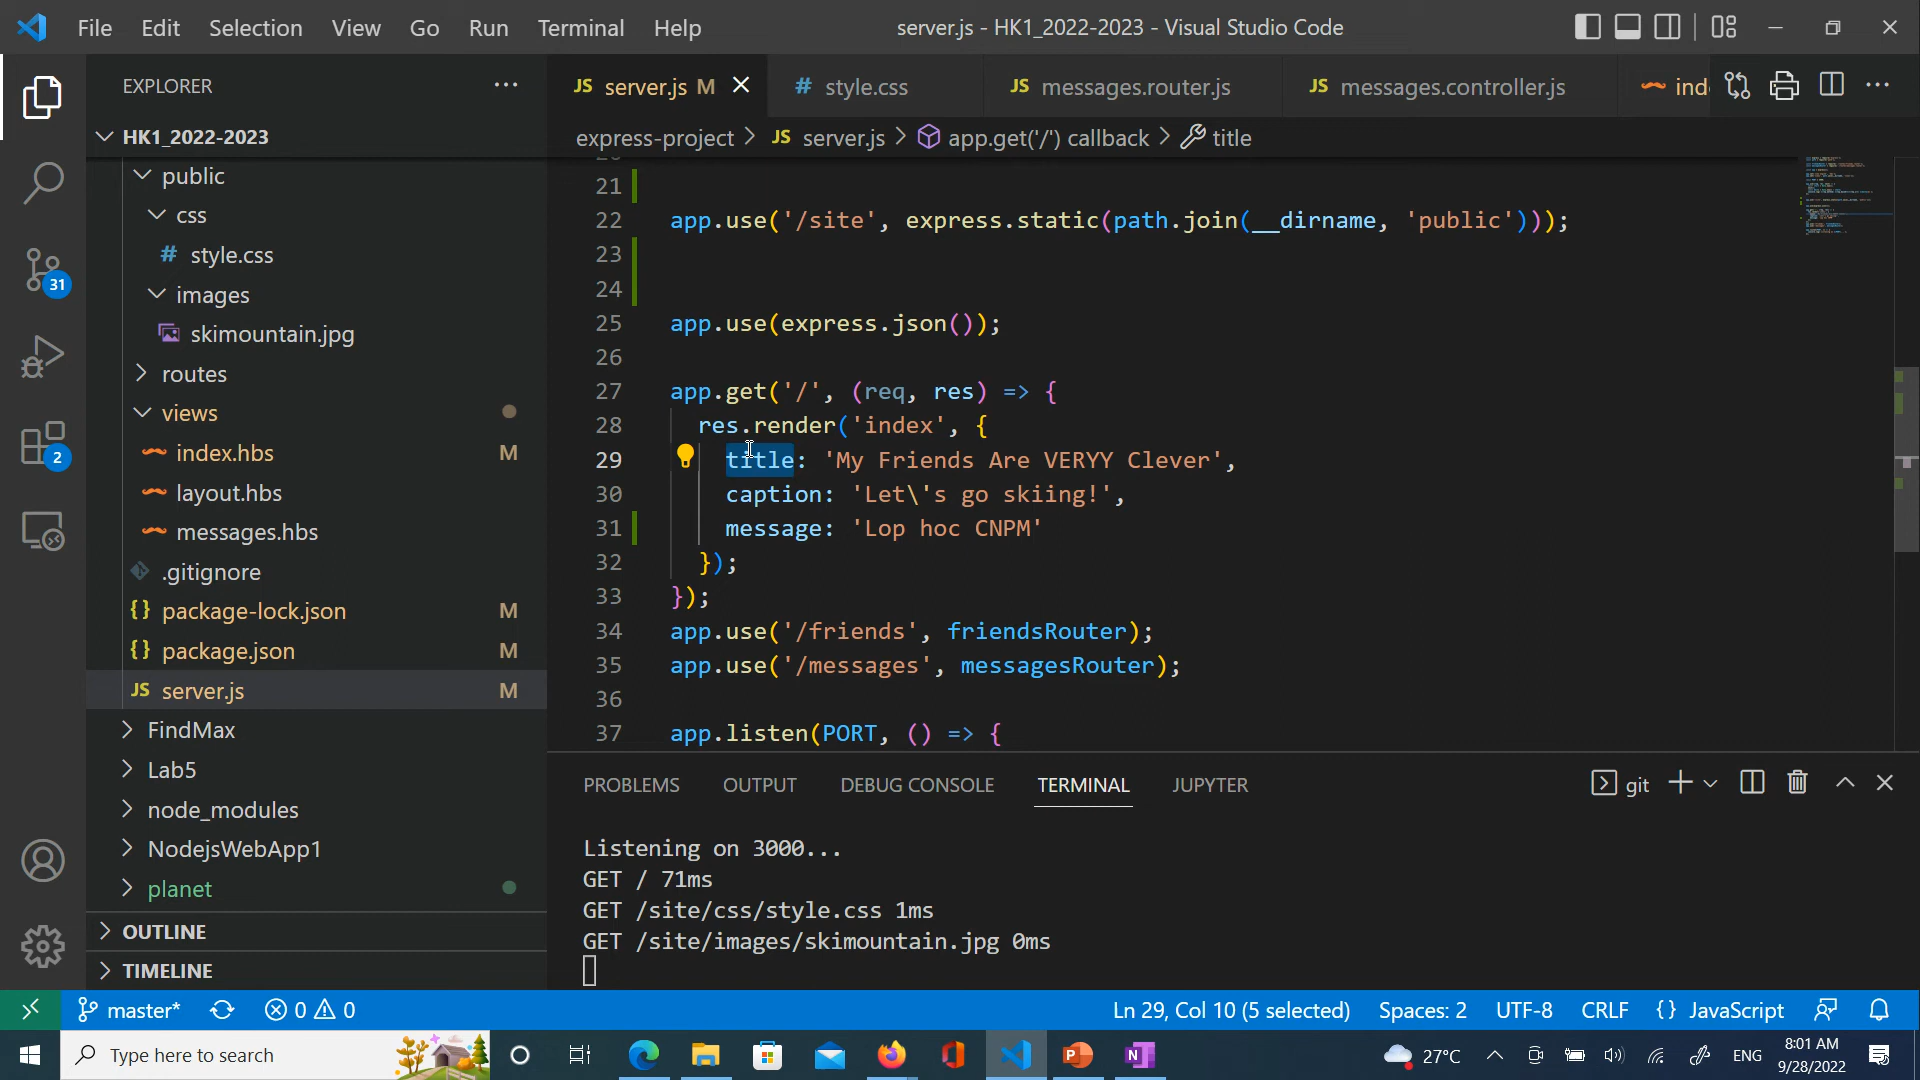 File Edit Selection View Go Run Terminal Help server.js - HK1_2022-2023 - Visual Studio Code
EXPLORER
HK1_2022-2023
public
css
# style.css
images
skimountain.jpg
routes
views
index.hbs M
layout.hbs
messages.hbs
.gitignore
{} package-lock.json M
{} package.json M
JS server.js M
FindMax
Lab5
node_modules
NodejsWebApp1
planet
OUTLINE
TIMELINE
31
2
JS server.js M # style.css JS messages.router.js JS messages.controller.js ind
express-project > JS server.js > app.get('/') callback > title
21
22 app.use('/site', express.static(path.join(__dirname, 'public')));
23
24
25 app.use(express.json());
26
27 app.get('/', (req, res) => {
28 res.render('index', {
29 title: 'My Friends Are VERYY Clever',
30 caption: 'Let\'s go skiing!',
31 message: 'Lop hoc CNPM'
32 });
33 });
34 app.use('/friends', friendsRouter);
35 app.use('/messages', messagesRouter);
36
37 app.listen(PORT, () => {
PROBLEMS OUTPUT DEBUG CONSOLE TERMINAL JUPYTER git
Listening on 3000...
GET / 71ms
GET /site/css/style.css 1ms
GET /site/images/skimountain.jpg 0ms
master* 0 0 Ln 29, Col 10 (5 selected) Spaces: 2 UTF-8 CRLF {} JavaScript
Type here to search 27°C ENG 8:01 AM
9/28/2022